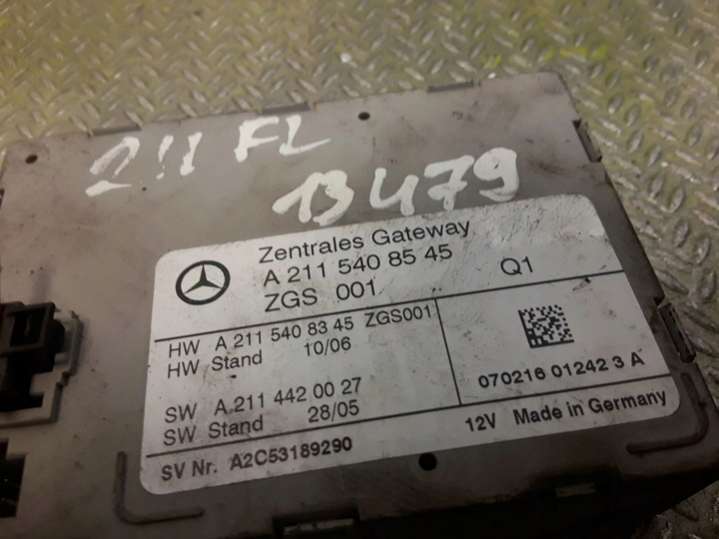 211 FL
13479
Zentrales Gateway
A 211 540 85 45
ZGS 001
Q1
HW A 211 540 83 45 ZGS001
HW Stand 10/06
SW A 211 442 00 27
SW Stand 28/05
070216 012423 A
SV Nr. A2C53189290
12V Made in Germany